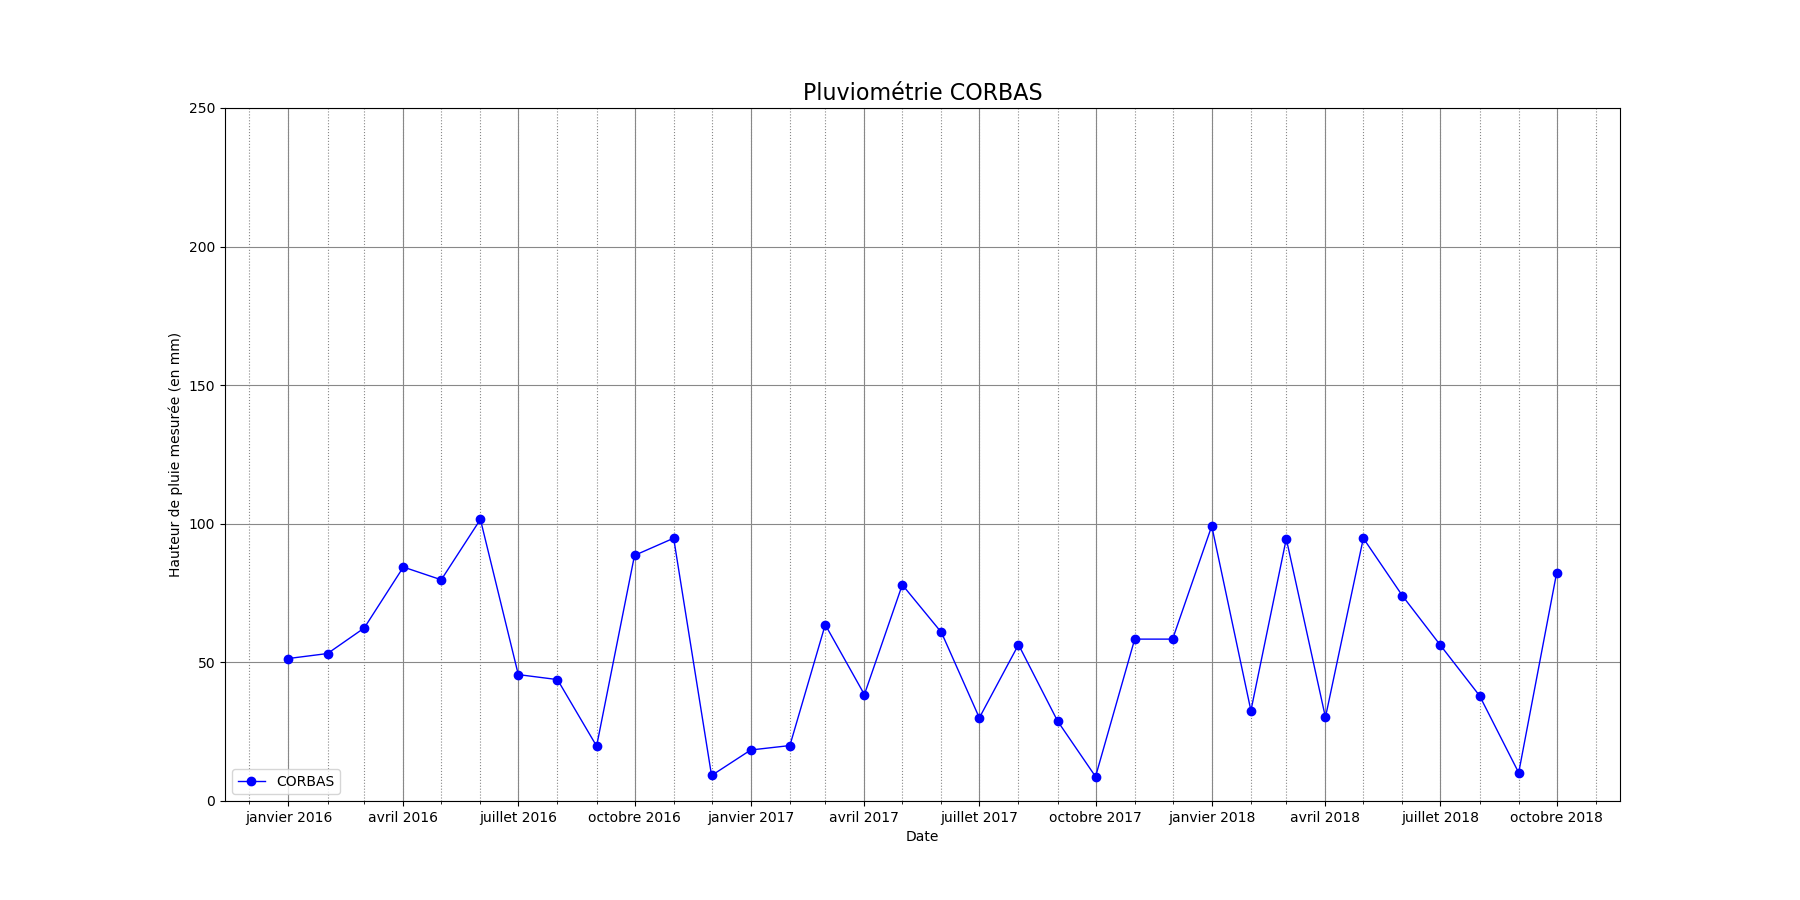 Pluviométrie CORBAS
Hauteur de pluie mesurée (en mm)
250
200
150
100
50
0
CORBAS
janvier 2016 avril 2016 juillet 2016 octobre 2016 janvier 2017 avril 2017 juillet 2017 octobre 2017 janvier 2018 avril 2018 juillet 2018 octobre 2018
Date